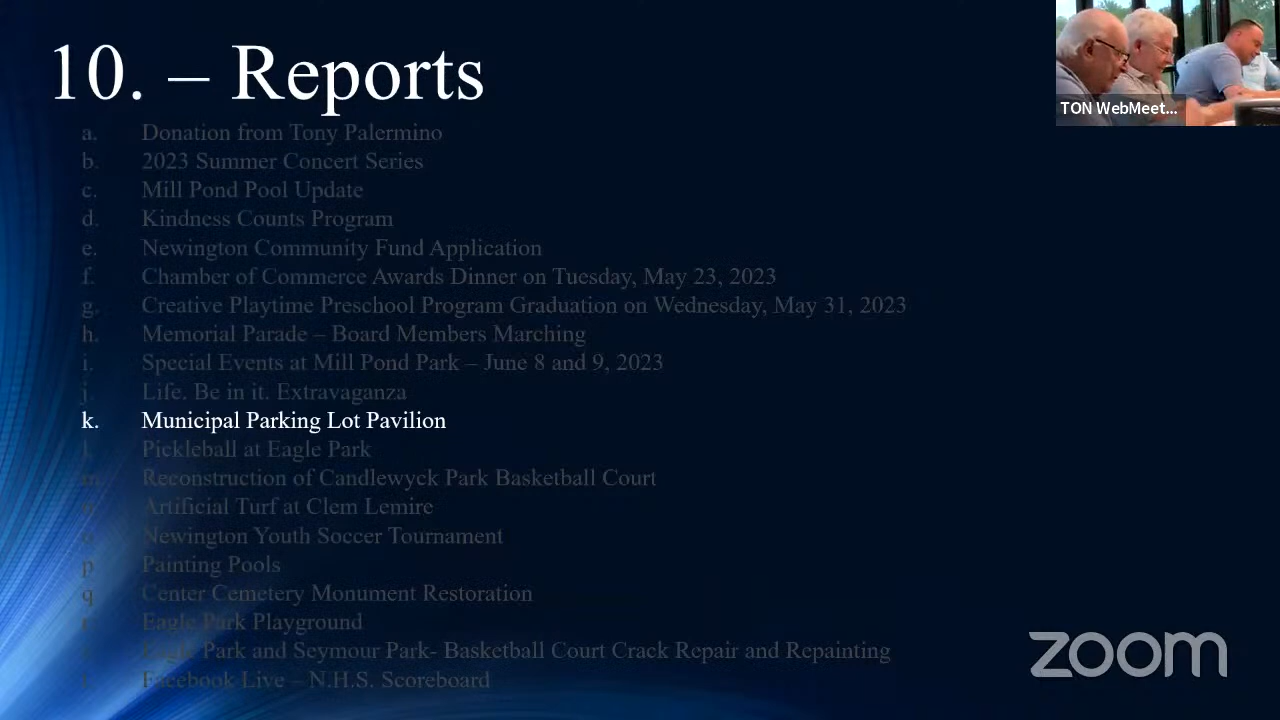 10. – Reports
TON WebMeet...
a. Donation from Tony Palermino
b. 2023 Summer Concert Series
c. Mill Pond Pool Update
d. Kindness Counts Program
e. Newington Community Fund Application
f. Chamber of Commerce Awards Dinner on Tuesday, May 23, 2023
g. Creative Playtime Preschool Program Graduation on Wednesday, May 31, 2023
h. Memorial Parade – Board Members Marching
i. Special Events at Mill Pond Park – June 8 and 9, 2023
j. Life. Be in it. Extravaganza
k. Municipal Parking Lot Pavilion
l. Pickleball at Eagle Park
m. Reconstruction of Candlewyck Park Basketball Court
Artificial Turf at Clem Lemire
o. Newington Youth Soccer Tournament
p. Painting Pools
q. Center Cemetery Monument Restoration
r. Eagle Park Playground
s. Eagle Park and Seymour Park- Basketball Court Crack Repair and Repainting
t. Facebook Live – N.H.S. Scoreboard
zoom